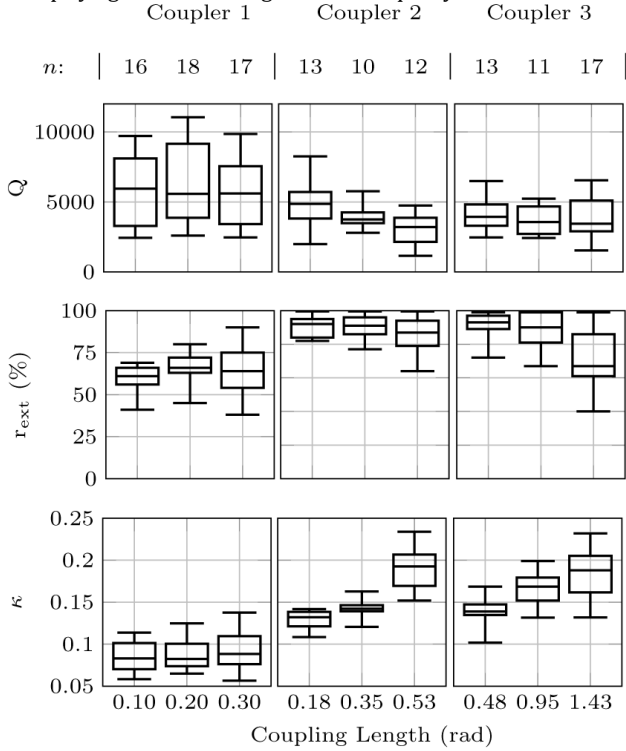 Coupler 1 Coupler 2 Coupler 3
n: 16 18 17 13 10 12 13 11 17
10000
Q
5000
0
100
75
r_ext (%)
50
25
0
0.25
0.2
κ
0.15
0.1
0.05
0.10 0.20 0.30 0.18 0.35 0.53 0.48 0.95 1.43
Coupling Length (rad)